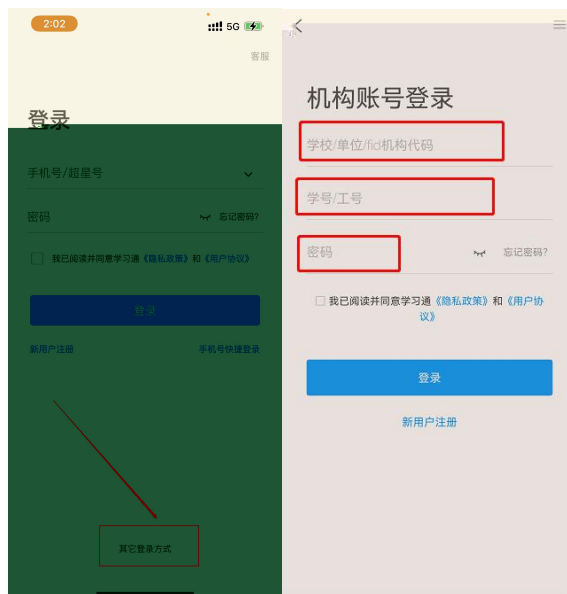 2:02
5G
客服
登录
手机号/超星号
密码
忘记密码?
我已阅读并同意学习通《隐私政策》和《用户协议》
登录
新用户注册
手机号快捷登录
其它登录方式
机构账号登录
学校/单位/fid机构代码
学号/工号
密码
忘记密码?
我已阅读并同意学习通《隐私政策》和《用户协
议》
登录
新用户注册